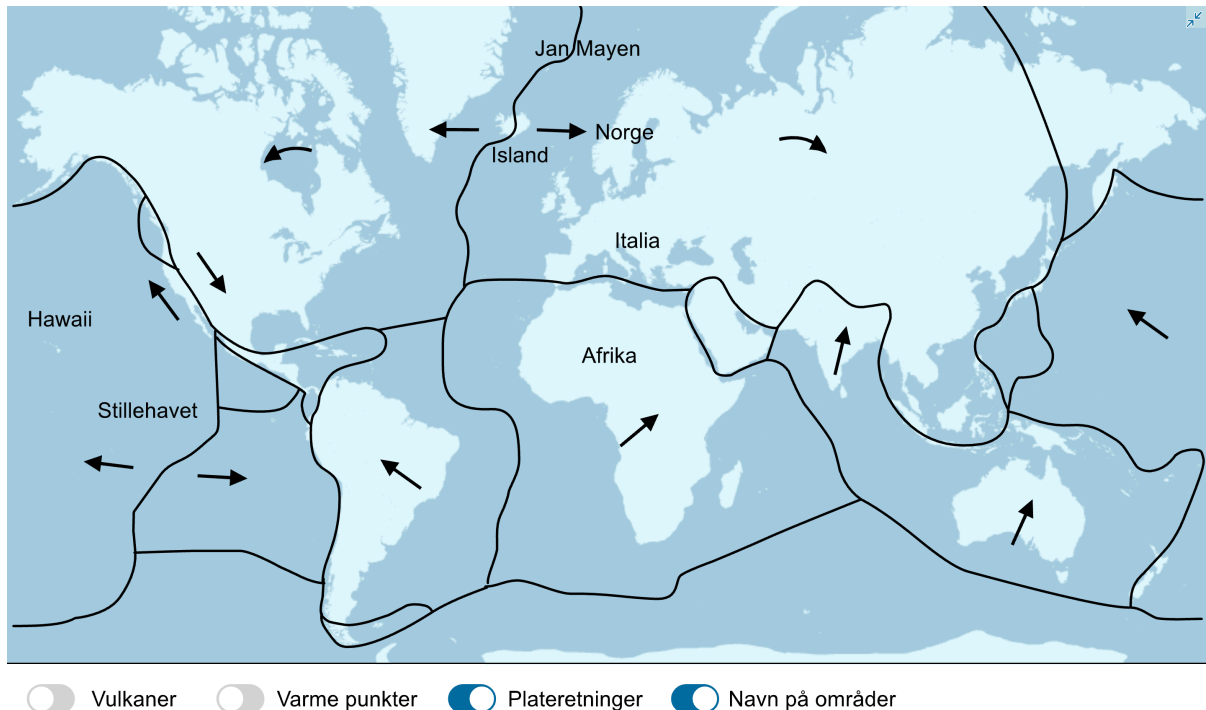 Jan Mayen
Norge
Island
Italia
Hawaii
Afrika
Stillehavet
Vulkaner
Varme punkter
Plateretninger
Navn på områder